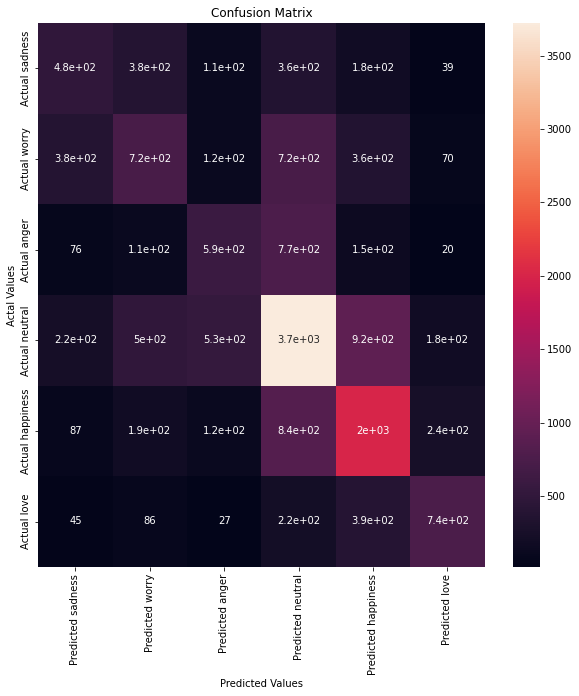 Confusion Matrix
Actal Values
Actual sadness
4.8e+02 3.8e+02 1.1e+02 3.6e+02 1.8e+02 39
Actual worry
3.8e+02 7.2e+02 1.2e+02 7.2e+02 3.6e+02 70
Actual anger
76 1.1e+02 5.9e+02 7.7e+02 1.5e+02 20
Actual neutral
2.2e+02 5e+02 5.3e+02 3.7e+03 9.2e+02 1.8e+02
Actual happiness
87 1.9e+02 1.2e+02 8.4e+02 2e+03 2.4e+02
Actual love
45 86 27 2.2e+02 3.9e+02 7.4e+02
Predicted sadness
Predicted worry
Predicted anger
Predicted neutral
Predicted happiness
Predicted love
Predicted Values
3500
3000
2500
2000
1500
1000
500